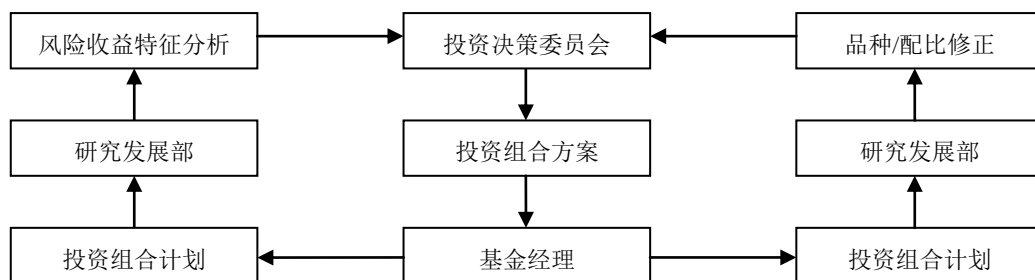 风险收益特征分析
投资决策委员会
品种/配比修正
研究发展部
投资组合方案
研究发展部
投资组合计划
基金经理
投资组合计划